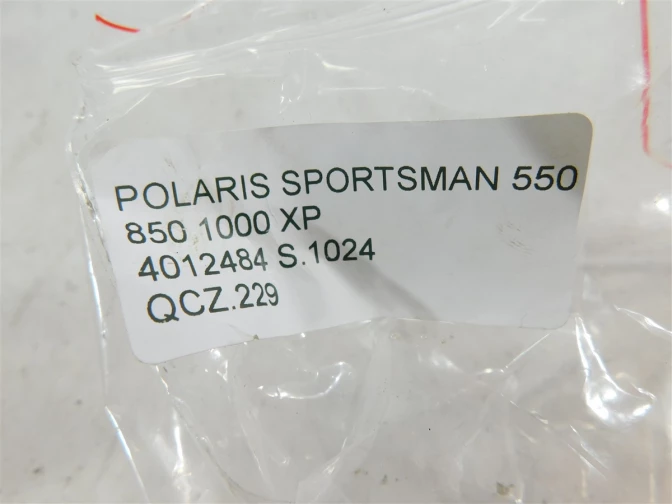 POLARIS SPORTSMAN 550
850 1000 XP
4012484 S.1024
QCZ.229